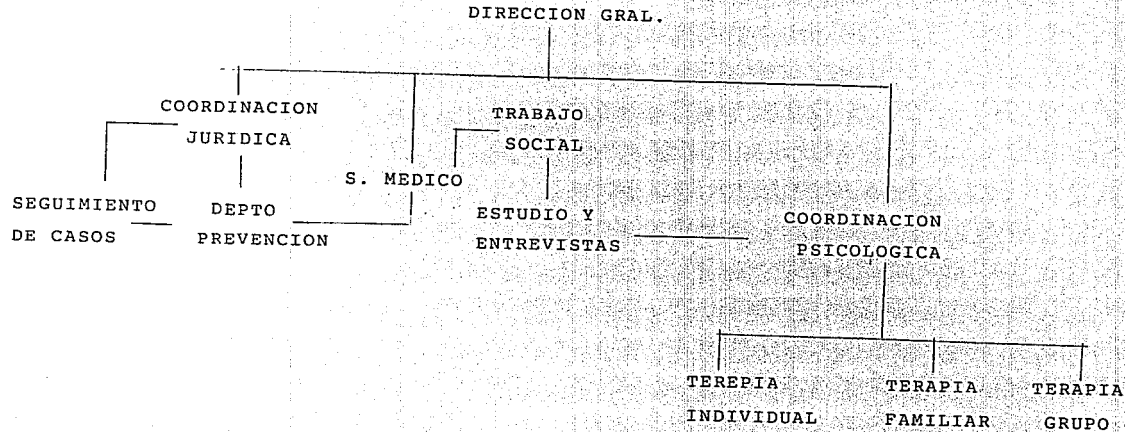 DIRECCION GRAL.
COORDINACION
JURIDICA
TRABAJO
SOCIAL
S. MEDICO
SEGUIMIENTO
DE CASOS
DEPTO
PREVENCION
ESTUDIO Y
ENTREVISTAS
COORDINACION
PSICOLOGICA
TEREPIA
INDIVIDUAL
TERAPIA
FAMILIAR
TERAPIA
GRUPO